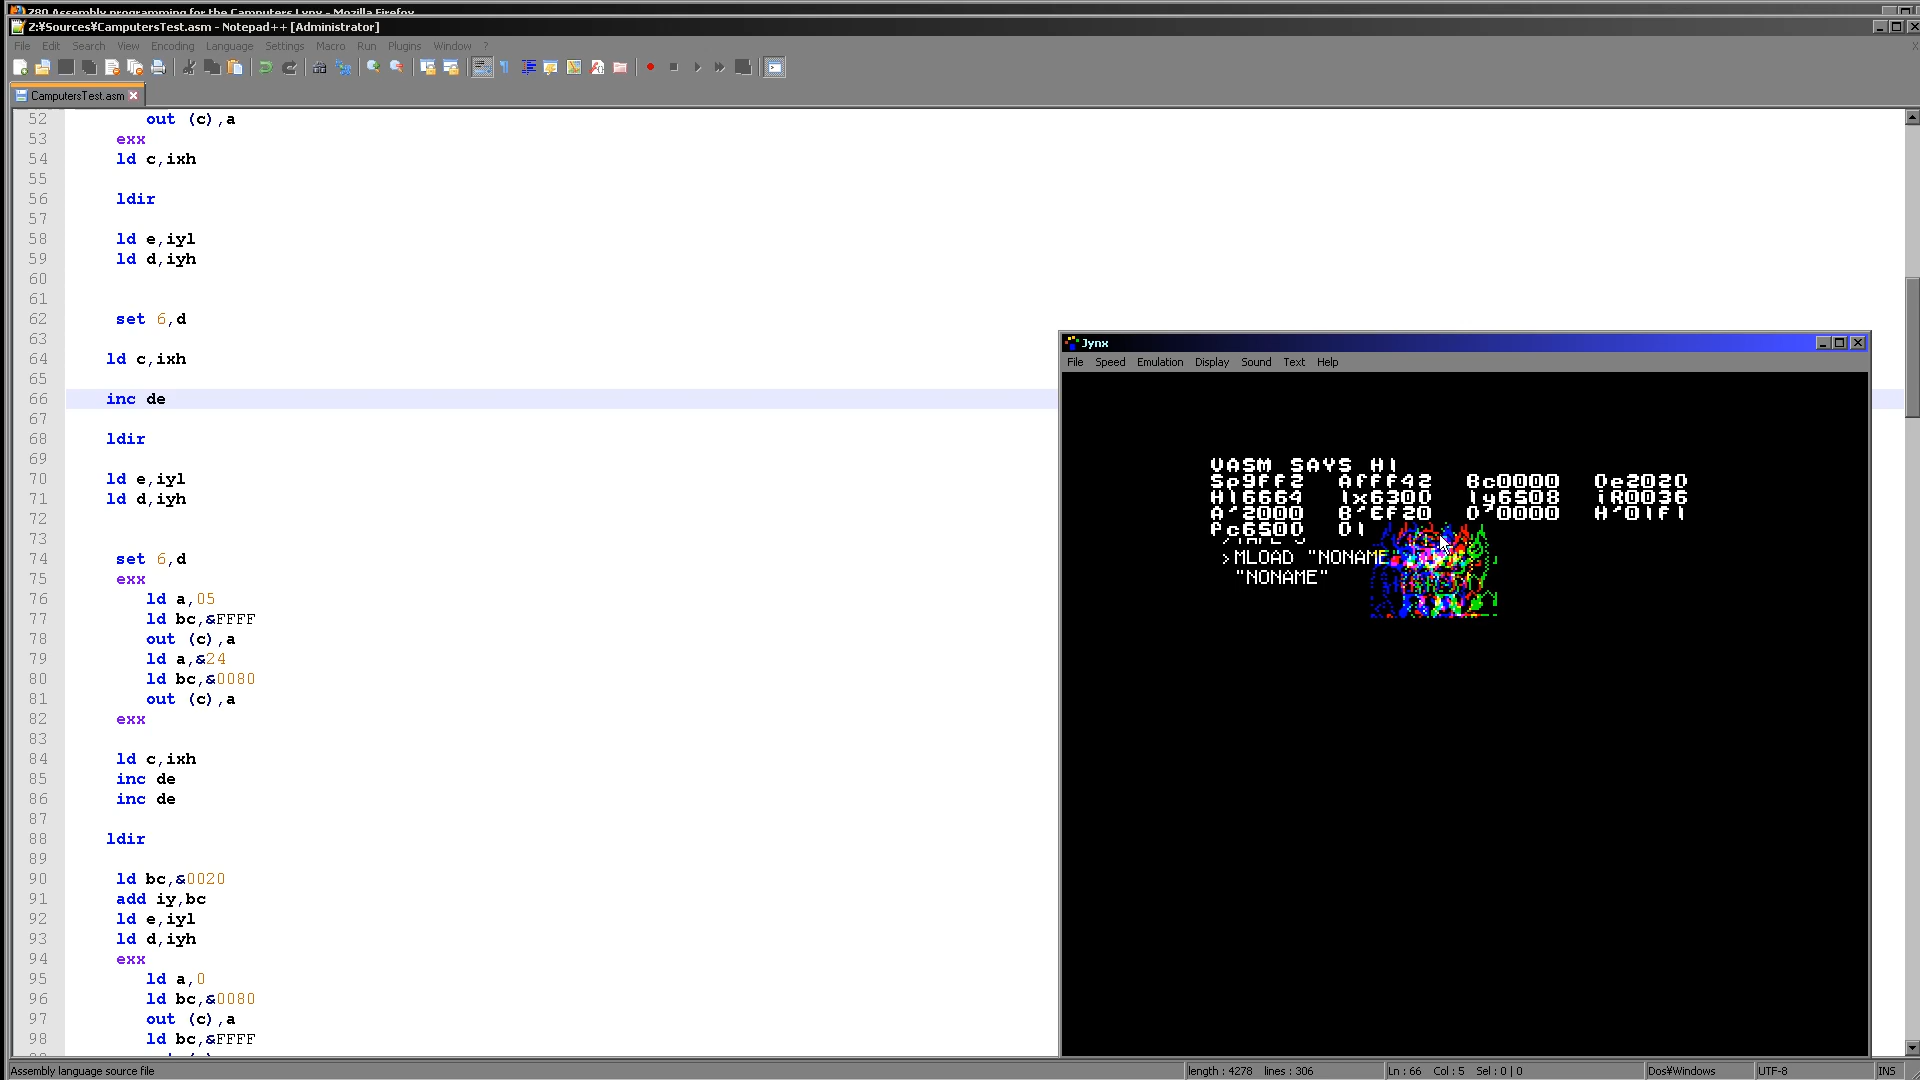 Z80 Assembly programming for the Camputers Lynx - Mozilla Firefox
Z:¥Sources¥CamputersTest.asm - Notepad++ [Administrator]
File Edit Search View Encoding Language Settings Macro Run Plugins Window ?
CamputersTest.asm
52 out (c),a
53 exx
54 ld c,ixh
55
56 ldir
57
58 ld e,iyl
59 ld d,iyh
60
61
62 set 6,d
63
64 ld c,ixh
65
66 inc de
67
68 ldir
69
70 ld e,iyl
71 ld d,iyh
72
73
74 set 6,d
75 exx
76 ld a,05
77 ld bc,&FFFF
78 out (c),a
79 ld a,&24
80 ld bc,&0080
81 out (c),a
82 exx
83
84 ld c,ixh
85 inc de
86 inc de
87
88 ldir
89
90 ld bc,&0020
91 add iy,bc
92 ld e,iyl
93 ld d,iyh
94 exx
95 ld a,0
96 ld bc,&0080
97 out (c),a
98 ld bc,&FFFF
Jynx
File Speed Emulation Display Sound Text Help
VASM SAYS HI
Sp9ff2 Afff42 Bc0000 De2020
Hl6664 Ix6300 Iy6508 iR0036
A'2000 B'Ef20 D'0000 H'01f1
Pc6500
>MLOAD "NONAME
"NONAME"
Assembly language source file
length : 4278 lines : 306
Ln : 66 Col : 5 Sel : 0 | 0
Dos¥Windows
UTF-8
INS